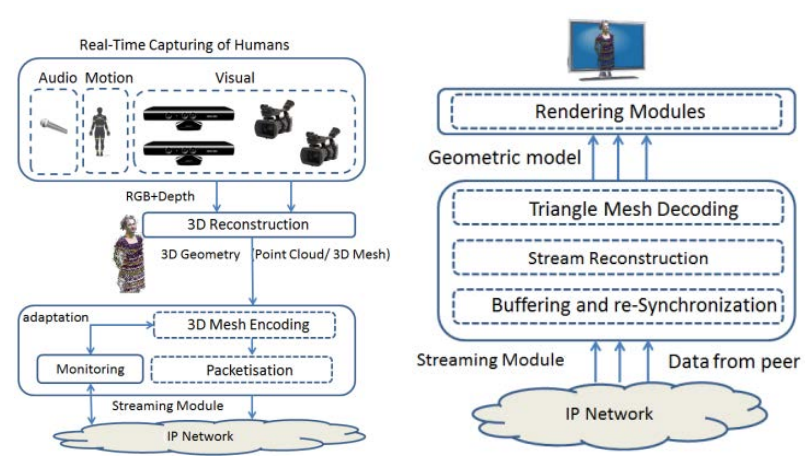 Real-Time Capturing of Humans
Audio Motion Visual
RGB+Depth
3D Reconstruction
3D Geometry (Point Cloud/ 3D Mesh)
adaptation
3D Mesh Encoding
Monitoring
Packetisation
Streaming Module
IP Network
Rendering Modules
Geometric model
Triangle Mesh Decoding
Stream Reconstruction
Buffering and re-Synchronization
Streaming Module
Data from peer
IP Network